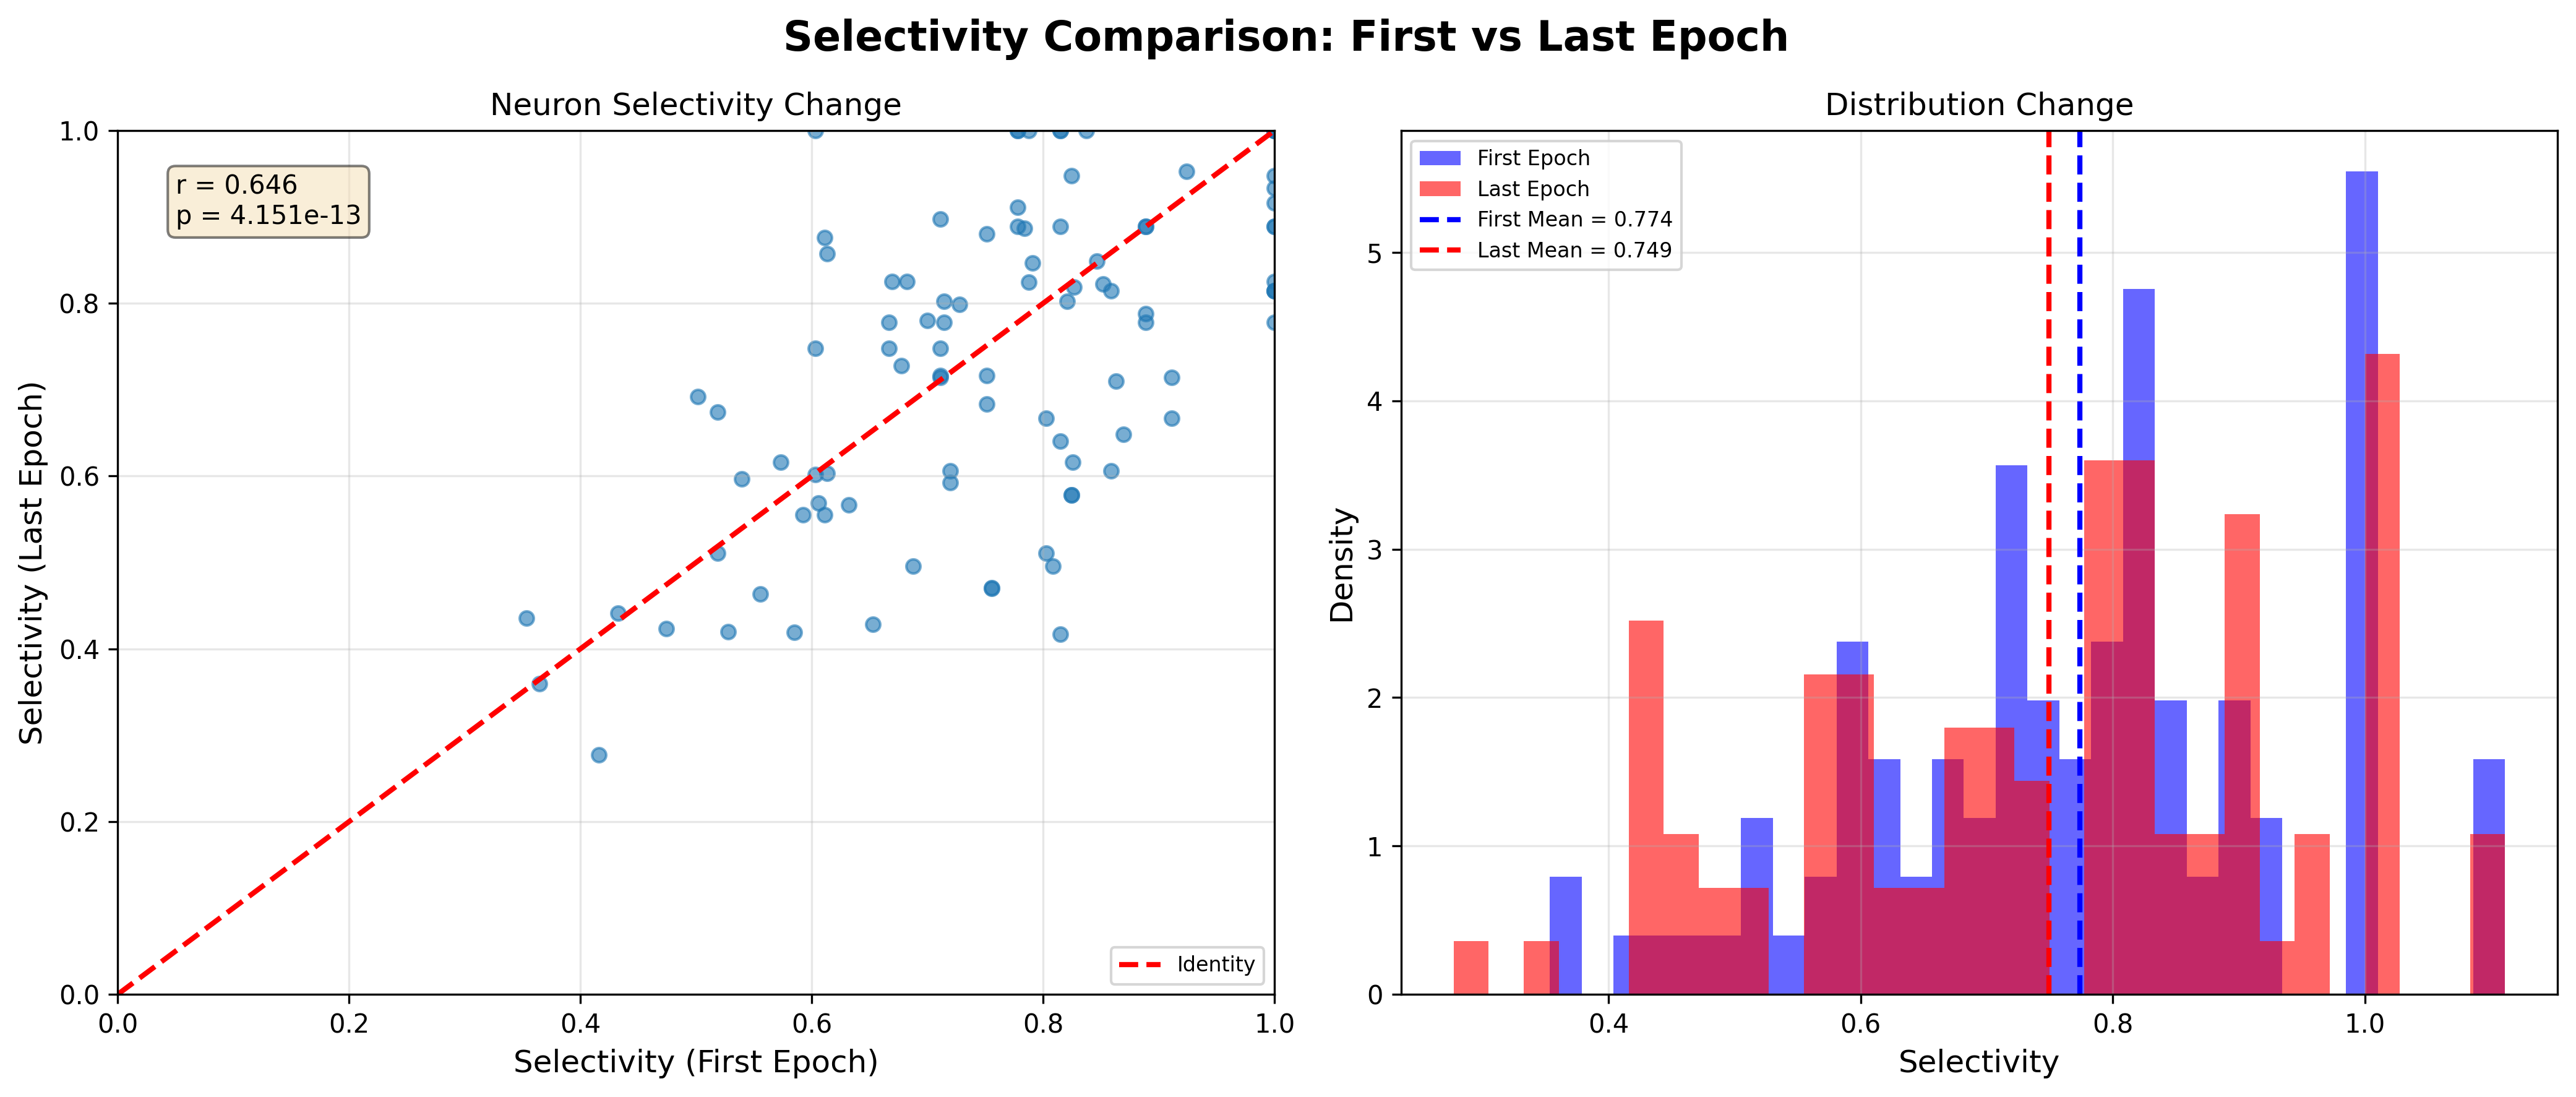 Selectivity Comparison: First vs Last Epoch
Neuron Selectivity Change
r = 0.646
p = 4.151e-13
Selectivity (Last Epoch)
1.0
0.8
0.6
0.4
0.2
0.0
Identity
0.0 0.2 0.4 0.6 0.8 1.0
Selectivity (First Epoch)
Distribution Change
First Epoch
Last Epoch
First Mean = 0.774
Last Mean = 0.749
Density
5
4
3
2
1
0
0.4 0.6 0.8 1.0
Selectivity